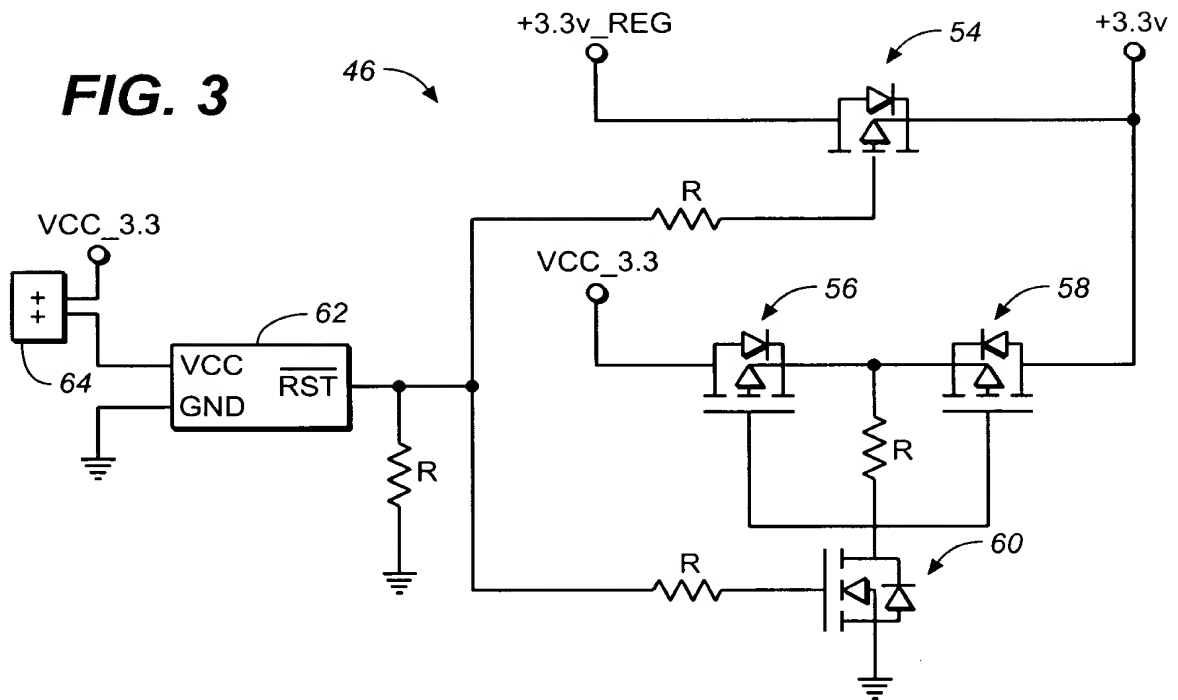 FIG. 3
46
+3.3v_REG
54
+3.3v
R
VCC_3.3
VCC_3.3
56
58
62
+
+
64
VCC
GND
RST
R
R
R
60